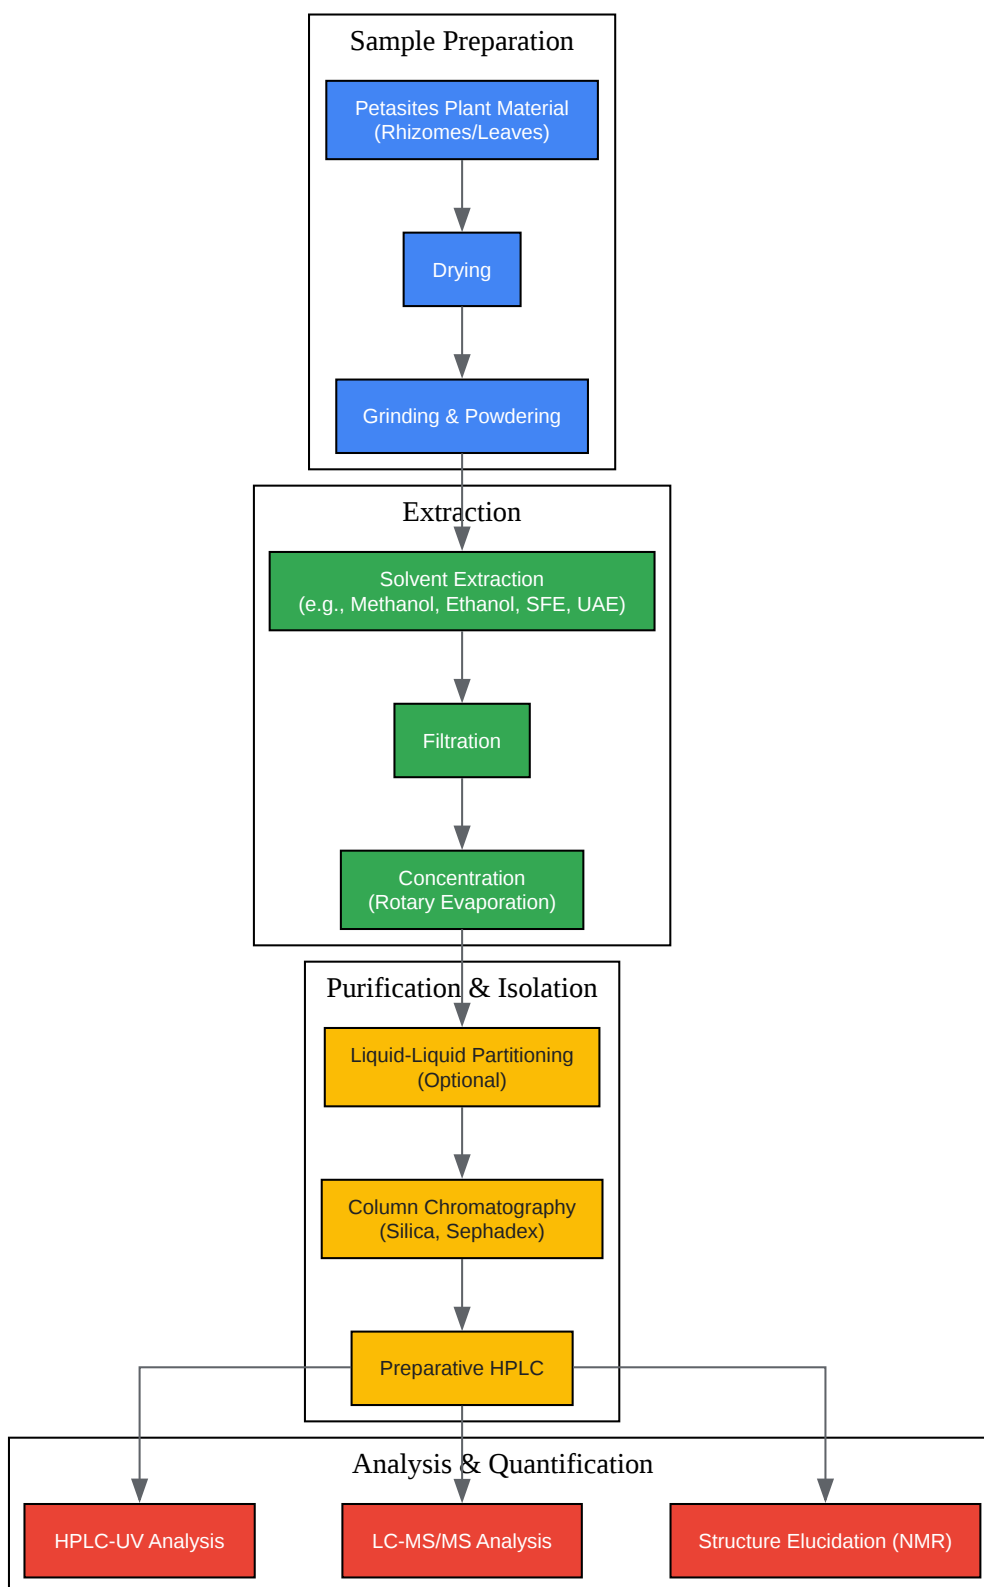 Sample Preparation
Petasites Plant Material
(Rhizomes/Leaves)
Drying
Grinding & Powdering
Extraction
Solvent Extraction
(e.g., Methanol, Ethanol, SFE, UAE)
Filtration
Concentration
(Rotary Evaporation)
Purification & Isolation
Liquid-Liquid Partitioning
(Optional)
Column Chromatography
(Silica, Sephadex)
Preparative HPLC
Analysis & Quantification
HPLC-UV Analysis
LC-MS/MS Analysis
Structure Elucidation (NMR)